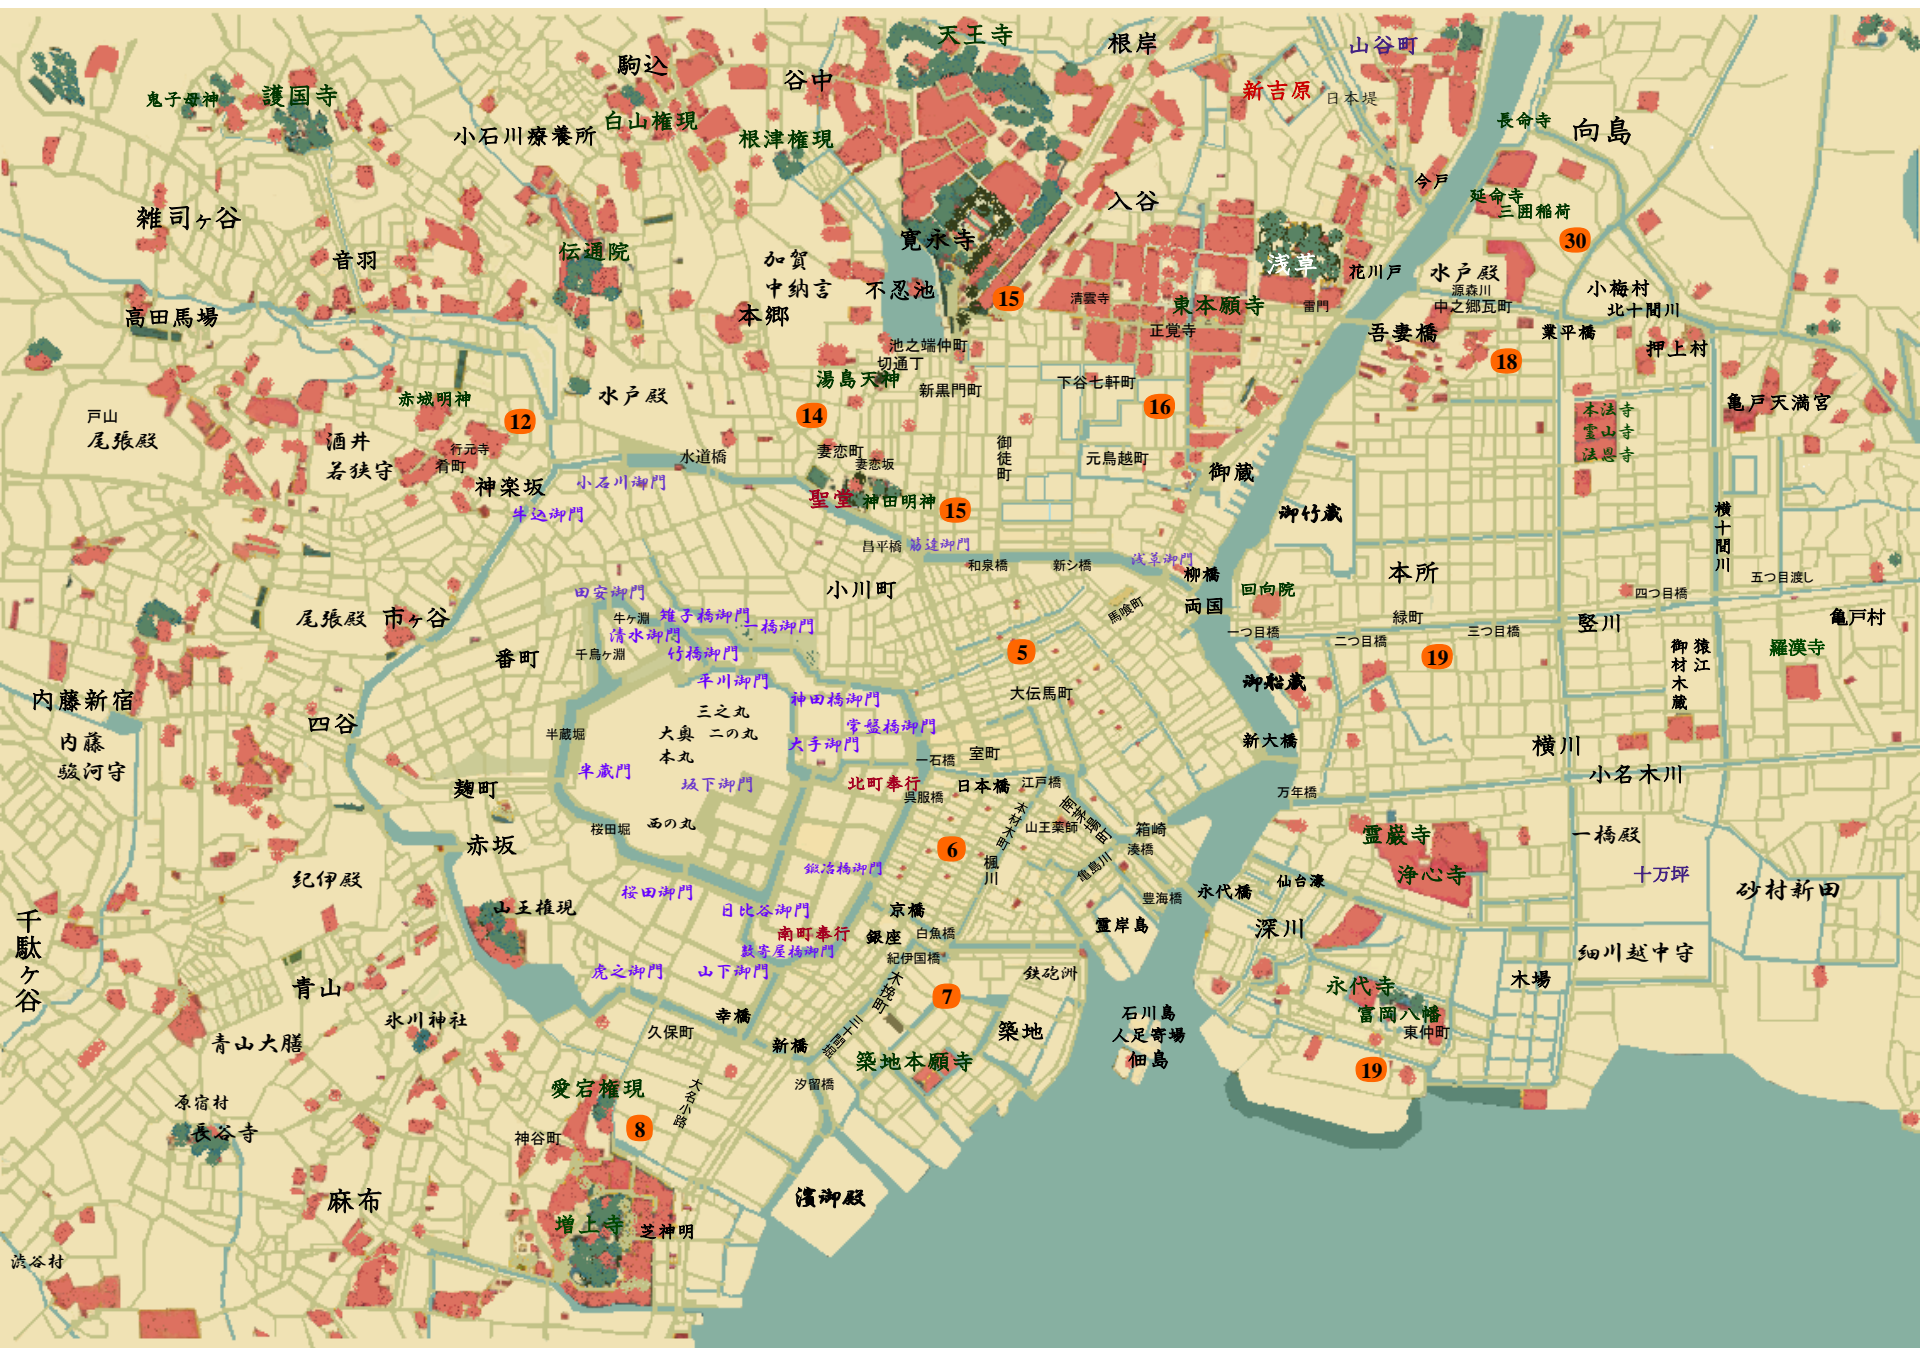 天王寺
根岸
山谷町
駒込
谷中
新吉原
日本堤
鬼子母神
護国寺
白山権現
小石川療養所
根津権現
長命寺
向島
今戸
延命寺
三囲稲荷
雑司ヶ谷
入谷
寛永寺
伝通院
音羽
加賀
中納言
不忍池
浅草
花川戸
水戸殿
30
15
清雲寺
東本願寺
雷門
源森川
中之郷瓦町
小梅村
北十間川
高田馬場
本郷
正覚寺
吾妻橋
業平橋
押上村
池之端仲町
切通丁
湯島天神
新黒門町
下谷七軒町
18
水戸殿
赤城明神
12
14
16
本法寺
霊山寺
法恩寺
亀戸天満宮
戸山
尾張殿
酒井
若狭守
行元寺
肴町
神楽坂
水道橋
妻恋町
妻恋坂
御徒町
元鳥越町
御蔵
小石川御門
牛込御門
聖堂
神田明神
15
御竹蔵
横十間川
昌平橋
筋違御門
和泉橋
新シ橋
浅草御門
柳橋
両国
本所
回向院
五つ目渡し
四つ目橋
田安御門
小川町
馬喰町
尾張殿
市ヶ谷
牛ヶ淵
雉子橋御門
一橋御門
清水御門
竹橋御門
千鳥ヶ淵
番町
一つ目橋
二つ目橋
緑町
三つ目橋
竪川
亀戸村
羅漢寺
猿江
御材木蔵
5
19
平川御門
御船蔵
内藤新宿
内藤
駿河守
四谷
神田橋御門
大伝馬町
三之丸
大奥
二の丸
本丸
常盤橋御門
大手御門
半蔵堀
半蔵門
坂下御門
一石橋
室町
新大橋
横川
小名木川
麹町
北町奉行
呉服橋
日本橋
江戸橋
万年橋
桜田堀
西の丸
本材木町
南茅場町
山王薬師
箱崎
湊橋
霊巌寺
一橋殿
赤坂
6
楓川
亀島川
浄心寺
十万坪
砂村新田
紀伊殿
鍛冶橋御門
桜田御門
日比谷御門
豊海橋
永代橋
仙台濠
山王権現
京橋
南町奉行
銀座
白魚橋
霊岸島
深川
千駄ヶ谷
数寄屋橋御門
紀伊国橋
細川越中守
虎之御門
山下御門
鉄砲洲
木場
青山
木挽町
7
永代寺
富岡八幡
東仲町
氷川神社
久保町
幸橋
新橋
三十間堀
築地
石川島
人足寄場
佃島
青山大膳
築地本願寺
19
愛宕権現
汐留橋
大名小路
原宿村
長谷寺
神谷町
8
麻布
濱御殿
増上寺
芝神明
渋谷村